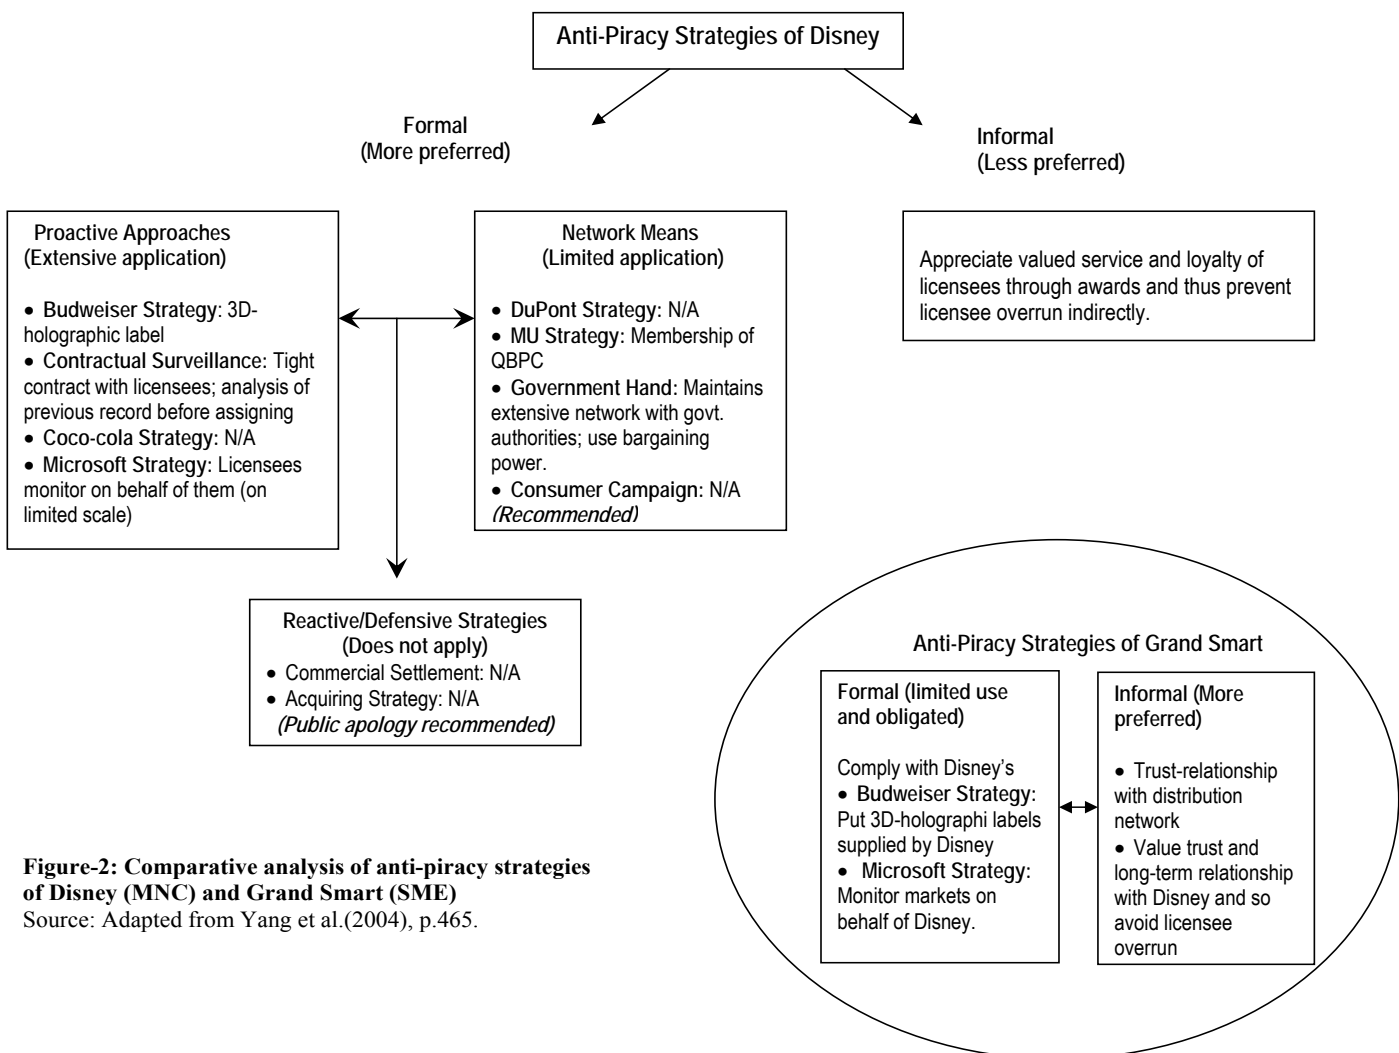 Anti-Piracy Strategies of Disney
Formal
(More preferred)
Informal
(Less preferred)
Proactive Approaches
(Extensive application)
• Budweiser Strategy: 3D-
holographic label
• Contractual Surveillance: Tight
contract with licensees; analysis of
previous record before assigning
• Coco-cola Strategy: N/A
• Microsoft Strategy: Licensees
monitor on behalf of them (on
limited scale)
Network Means
(Limited application)
• DuPont Strategy: N/A
• MU Strategy: Membership of
QBPC
• Government Hand: Maintains
extensive network with govt.
authorities; use bargaining
power.
• Consumer Campaign: N/A
(Recommended)
Appreciate valued service and loyalty of
licensees through awards and thus prevent
licensee overrun indirectly.
Reactive/Defensive Strategies
(Does not apply)
• Commercial Settlement: N/A
• Acquiring Strategy: N/A
(Public apology recommended)
Anti-Piracy Strategies of Grand Smart
Formal (limited use
and obligated)
Comply with Disney's
• Budweiser Strategy:
Put 3D-holographi labels
supplied by Disney
• Microsoft Strategy:
Monitor markets on
behalf of Disney.
Informal (More
preferred)
• Trust-relationship
with distribution
network
• Value trust and
long-term relationship
with Disney and so
avoid licensee
overrun
Figure-2: Comparative analysis of anti-piracy strategies
of Disney (MNC) and Grand Smart (SME)
Source: Adapted from Yang et al.(2004), p.465.